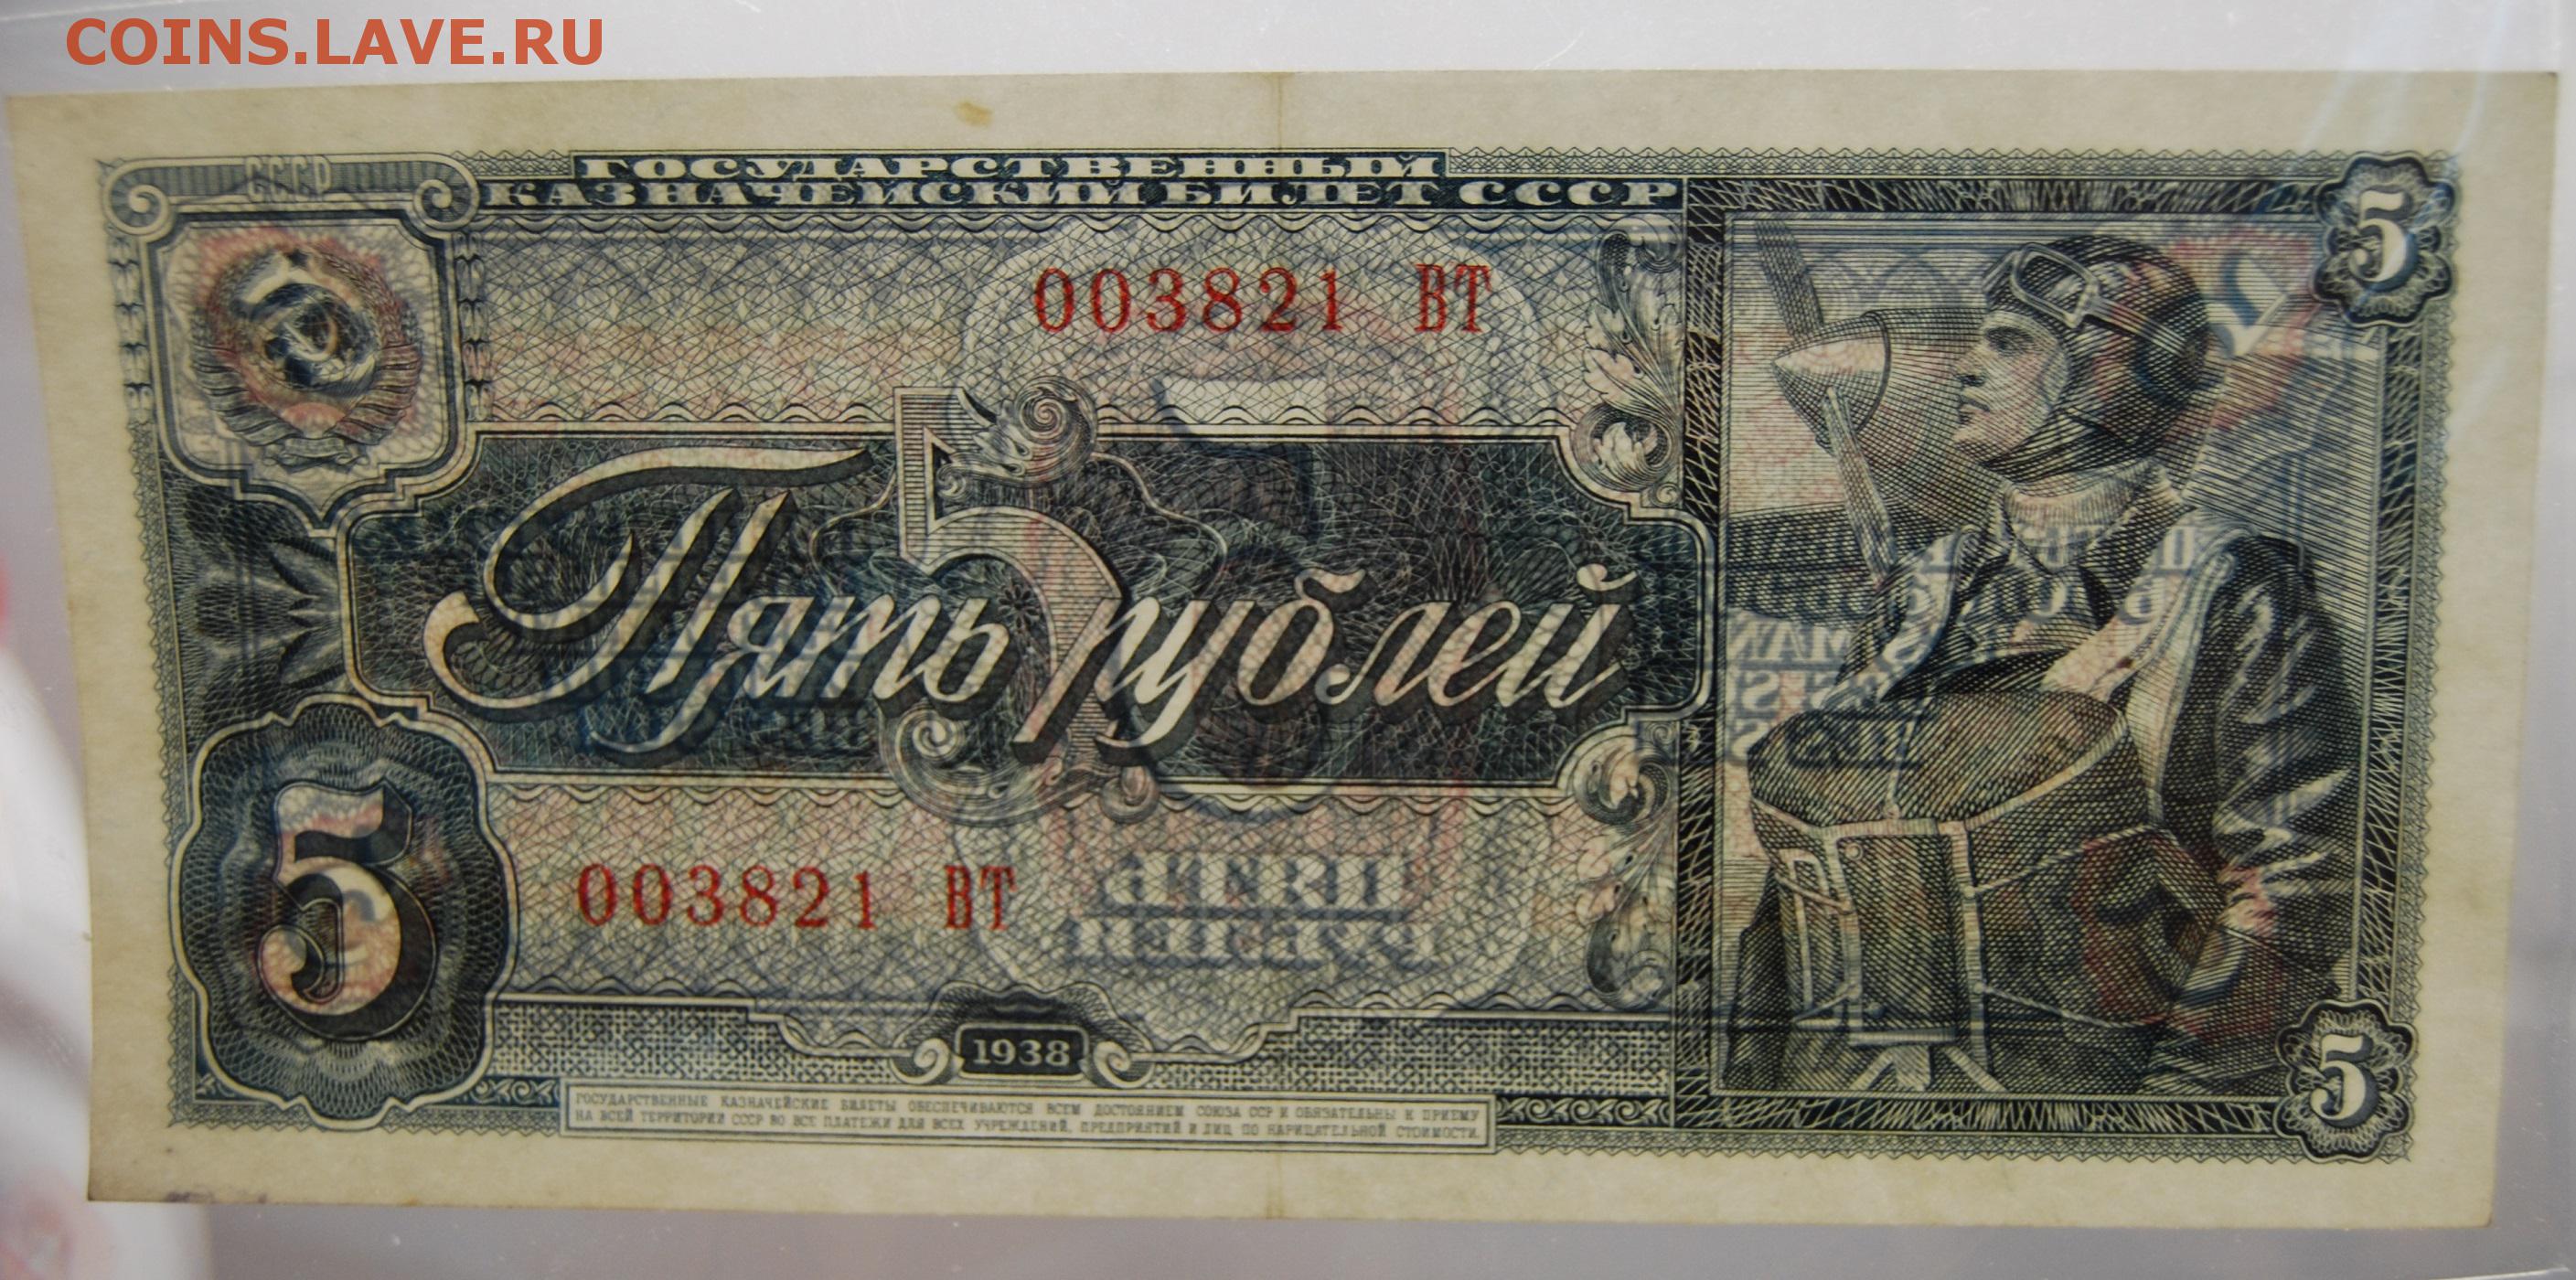 COINS.LAVE.RU
ГОСУДАРСТВЕННЫЙ
КАЗНАЧЕЙСКИЙ БИЛЕТ СССР
СССР
5
003821 ВТ
5
Пять рублей
003821 ВТ
5
1938
5
ГОСУДАРСТВЕННЫЕ КАЗНАЧЕЙСКИЕ БИЛЕТЫ ОБЕСПЕЧИВАЮТСЯ ВСЕМ ДОСТОЯНИЕМ СОЮЗА ССР И ОБЯЗАТЕЛЬНЫ К ПРИЕМУ
НА ВСЕЙ ТЕРРИТОРИИ СССР ВО ВСЕ ПЛАТЕЖИ ДЛЯ ВСЕХ УЧРЕЖДЕНИЙ, ПРЕДПРИЯТИЙ И ЛИЦ ПО НАРИЦАТЕЛЬНОЙ СТОИМОСТИ.